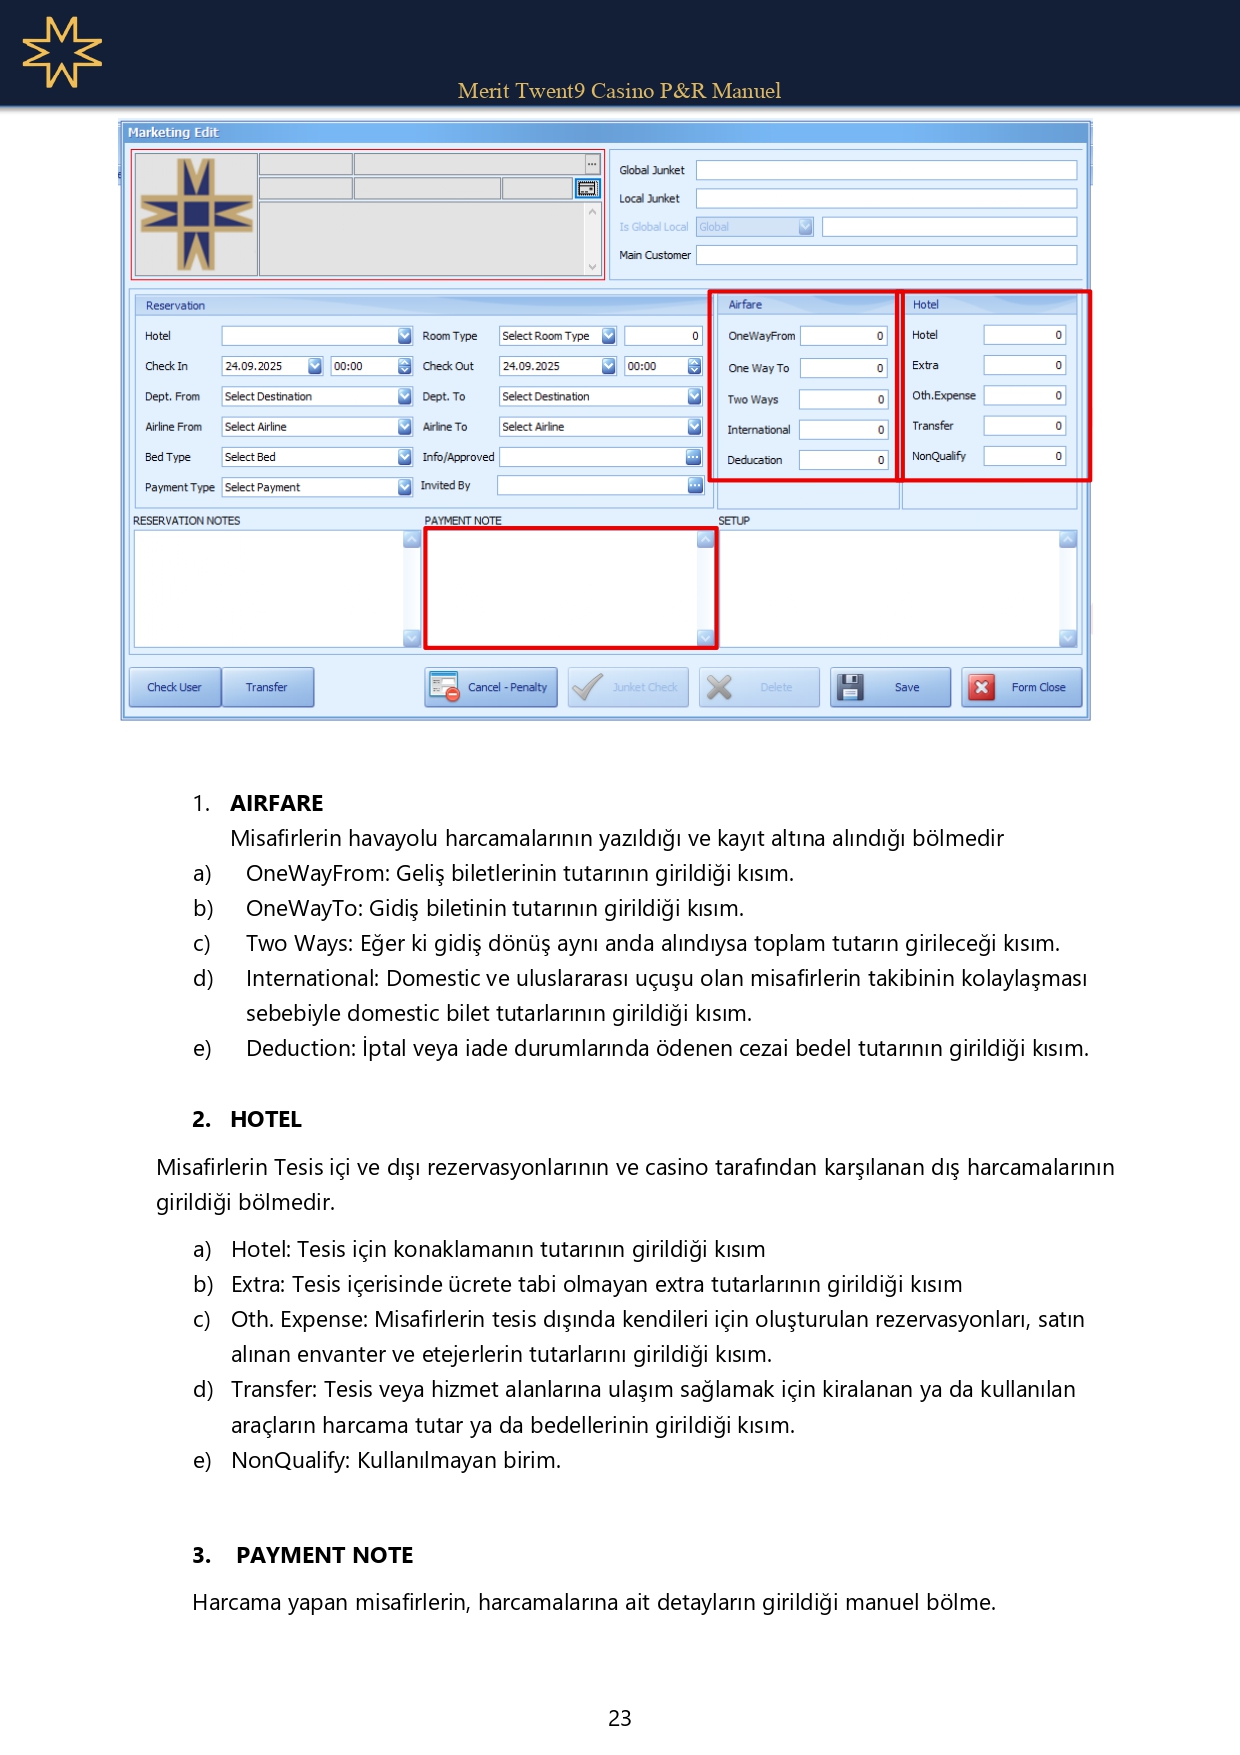 Merit Twent9 Casino P&R Manuel
Marketing Edit
Global Junket
Local Junket
Is Global Local Global
Main Customer
Reservation
Hotel Room Type Select Room Type 0
Check In 24.09.2025 00:00 Check Out 24.09.2025 00:00
Dept. From Select Destination Dept. To Select Destination
Airline From Select Airline Airline To Select Airline
Bed Type Select Bed Info/Approved
Payment Type Select Payment Invited By
Airfare
OneWayFrom 0
One Way To 0
Two Ways 0
International 0
Deducation 0
Hotel
Hotel 0
Extra 0
Oth.Expense 0
Transfer 0
NonQualify 0
RESERVATION NOTES PAYMENT NOTE SETUP
Check User Transfer Cancel - Penalty Junket Check Delete Save Form Close
1. AIRFARE
Misafirlerin havayolu harcamalarının yazıldığı ve kayıt altına alındığı bölmedir
a) OneWayFrom: Geliş biletlerinin tutarının girildiği kısım.
b) OneWayTo: Gidiş biletinin tutarının girildiği kısım.
c) Two Ways: Eğer ki gidiş dönüş aynı anda alındıysa toplam tutarın girileceği kısım.
d) International: Domestic ve uluslararası uçuşu olan misafirlerin takibinin kolaylaşması
sebebiyle domestic bilet tutarlarının girildiği kısım.
e) Deduction: İptal veya iade durumlarında ödenen cezai bedel tutarının girildiği kısım.
2. HOTEL
Misafirlerin Tesis içi ve dışı rezervasyonlarının ve casino tarafından karşılanan dış harcamalarının
girildiği bölmedir.
a) Hotel: Tesis için konaklamanın tutarının girildiği kısım
b) Extra: Tesis içerisinde ücrete tabi olmayan extra tutarlarının girildiği kısım
c) Oth. Expense: Misafirlerin tesis dışında kendileri için oluşturulan rezervasyonları, satın
alınan envanter ve etejerlerin tutarlarını girildiği kısım.
d) Transfer: Tesis veya hizmet alanlarına ulaşım sağlamak için kiralanan ya da kullanılan
araçların harcama tutar ya da bedellerinin girildiği kısım.
e) NonQualify: Kullanılmayan birim.
3. PAYMENT NOTE
Harcama yapan misafirlerin, harcamalarına ait detayların girildiği manuel bölme.
23